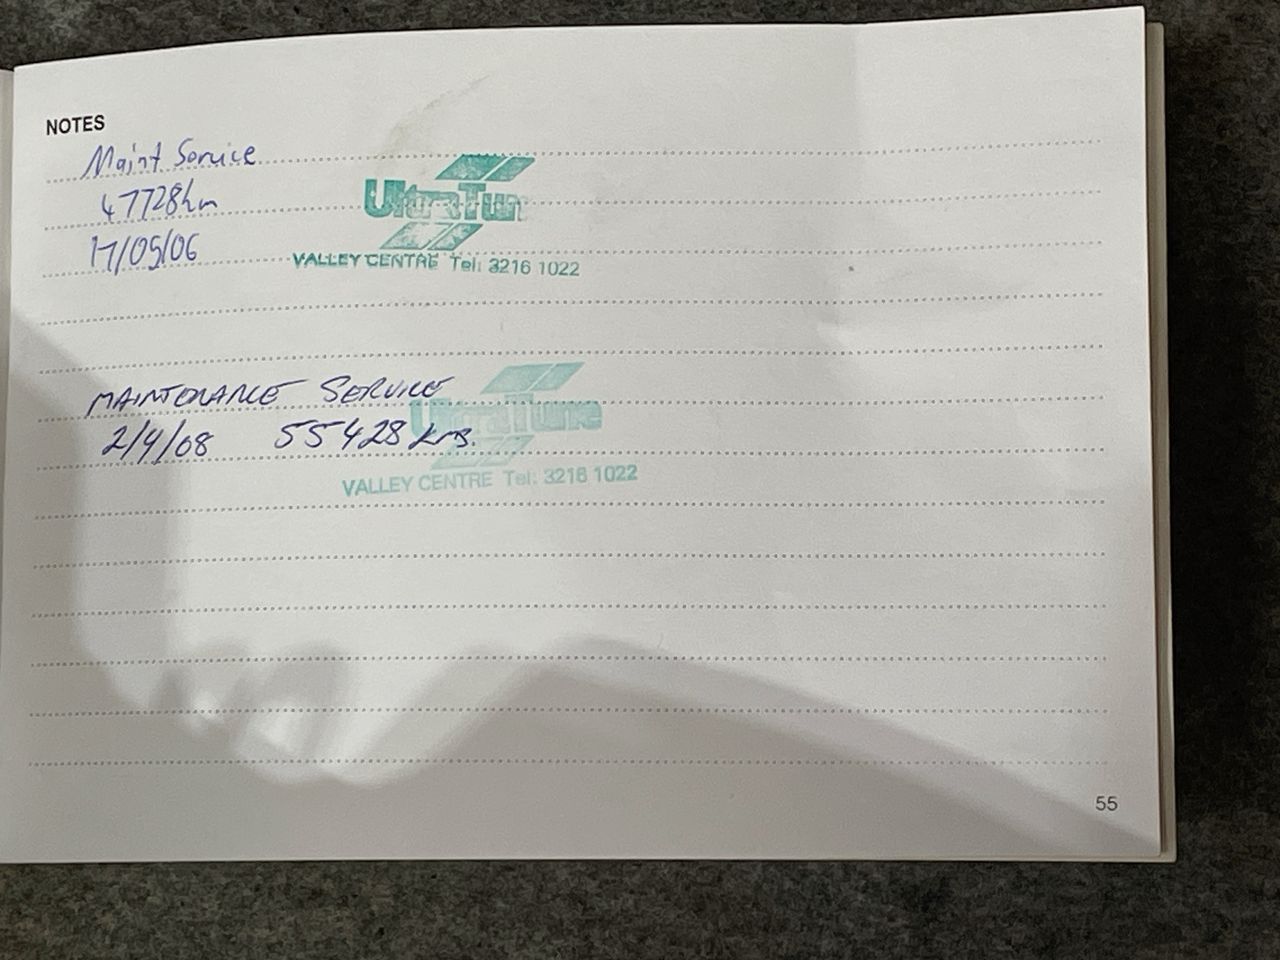 NOTES
Maint Service
47728km
17/05/06
UltraTun
VALLEY CENTRE Tel: 3216 1022
MAINTENANCE SERVICE
2/4/08 55428 kms.
UltraTune
VALLEY CENTRE Tel: 3216 1022
55